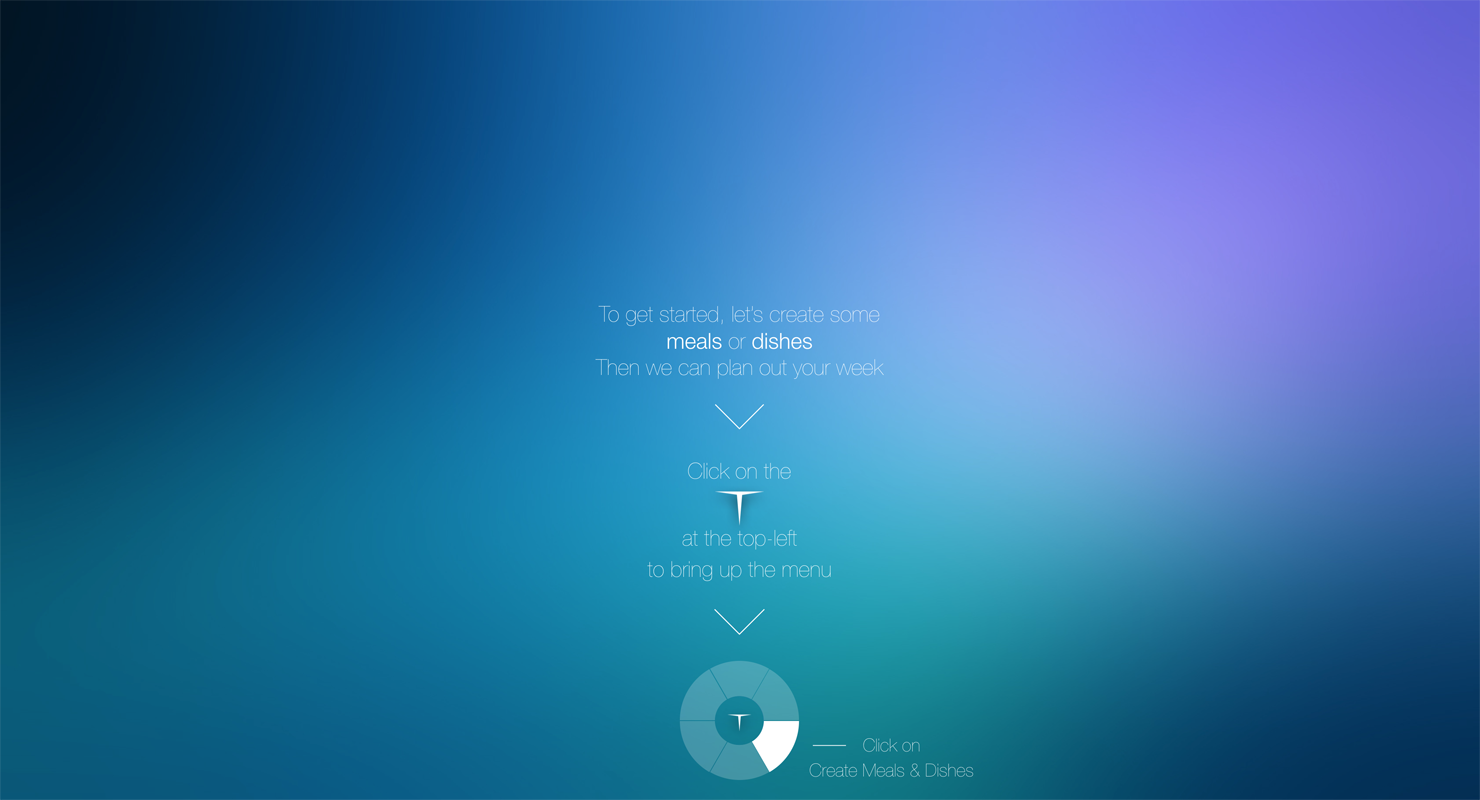 To get started, let's create some
meals or dishes
Then we can plan out your week
Click on the
T
at the top-left
to bring up the menu
T
Click on
Create Meals & Dishes